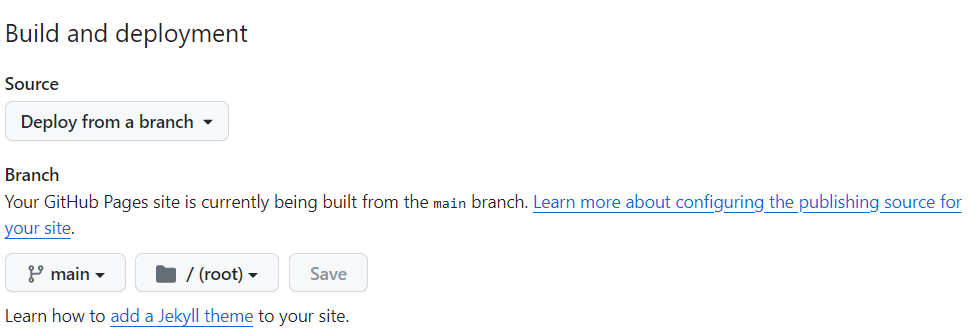 Build and deployment
Source
Deploy from a branch
Branch
Your GitHub Pages site is currently being built from the main branch. Learn more about configuring the publishing source for
your site.
main / (root) Save
Learn how to add a Jekyll theme to your site.